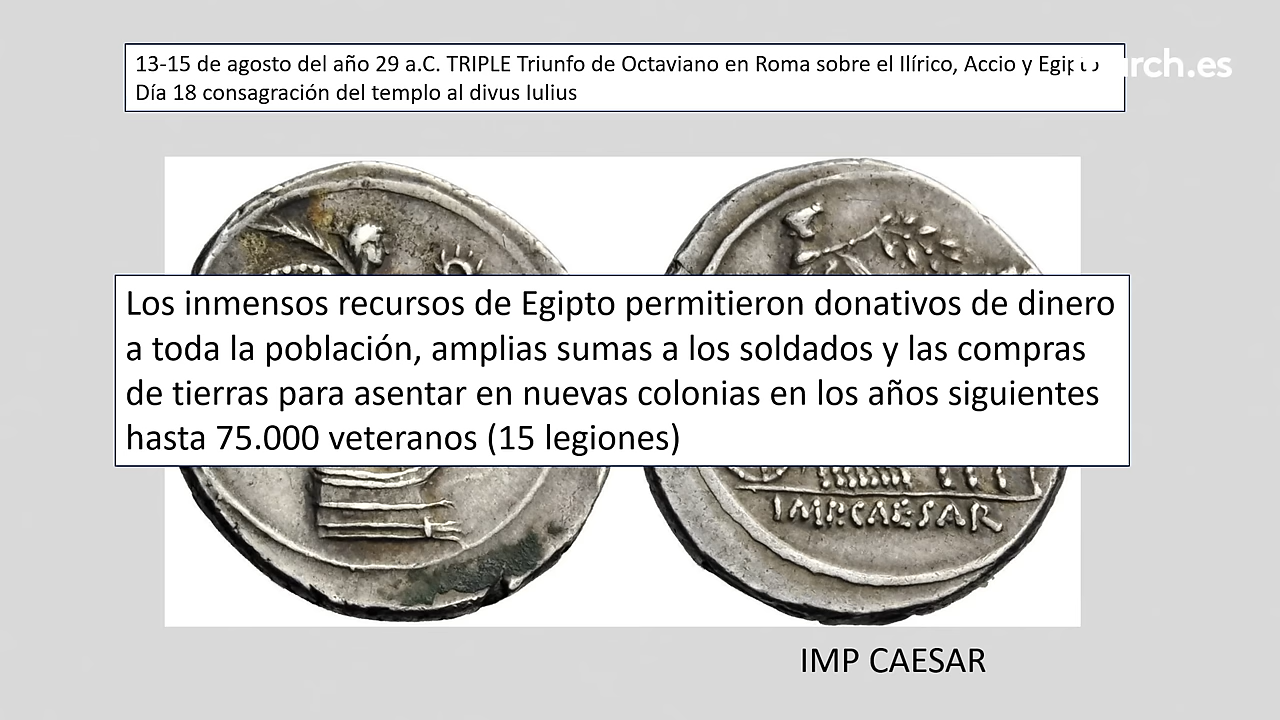 13-15 de agosto del año 29 a.C. TRIPLE Triunfo de Octaviano en Roma sobre el Ilírico, Accio y Egipto
Día 18 consagración del templo al divus Iulius
Los inmensos recursos de Egipto permitieron donativos de dinero
a toda la población, amplias sumas a los soldados y las compras
de tierras para asentar en nuevas colonias en los años siguientes
hasta 75.000 veteranos (15 legiones)
IMP CAESAR
IMP CAESAR